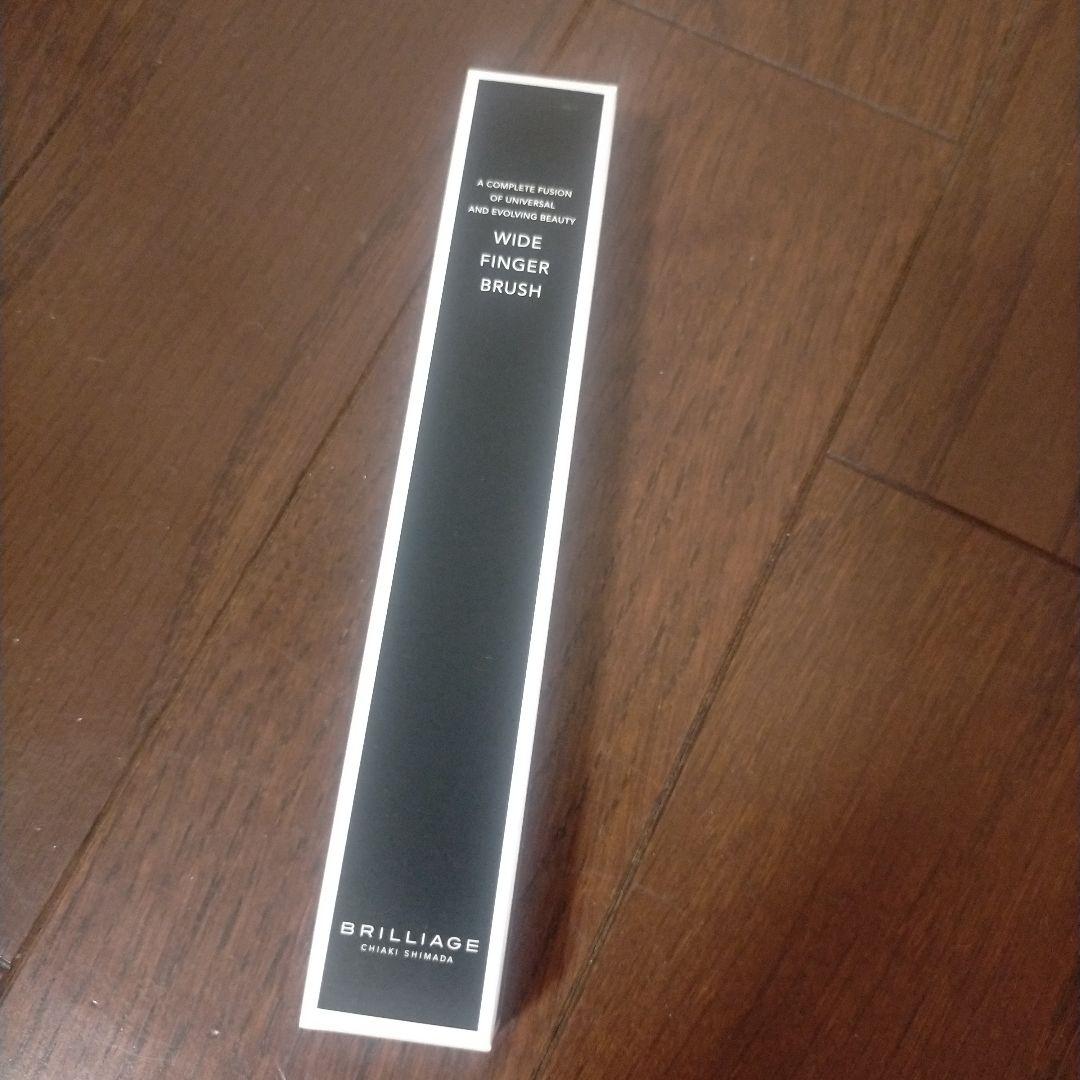 A COMPLETE FUSION
OF UNIVERSAL
AND EVOLVING BEAUTY
WIDE
FINGER
BRUSH
BRILLIAGE
CHIAKI SHIMADA